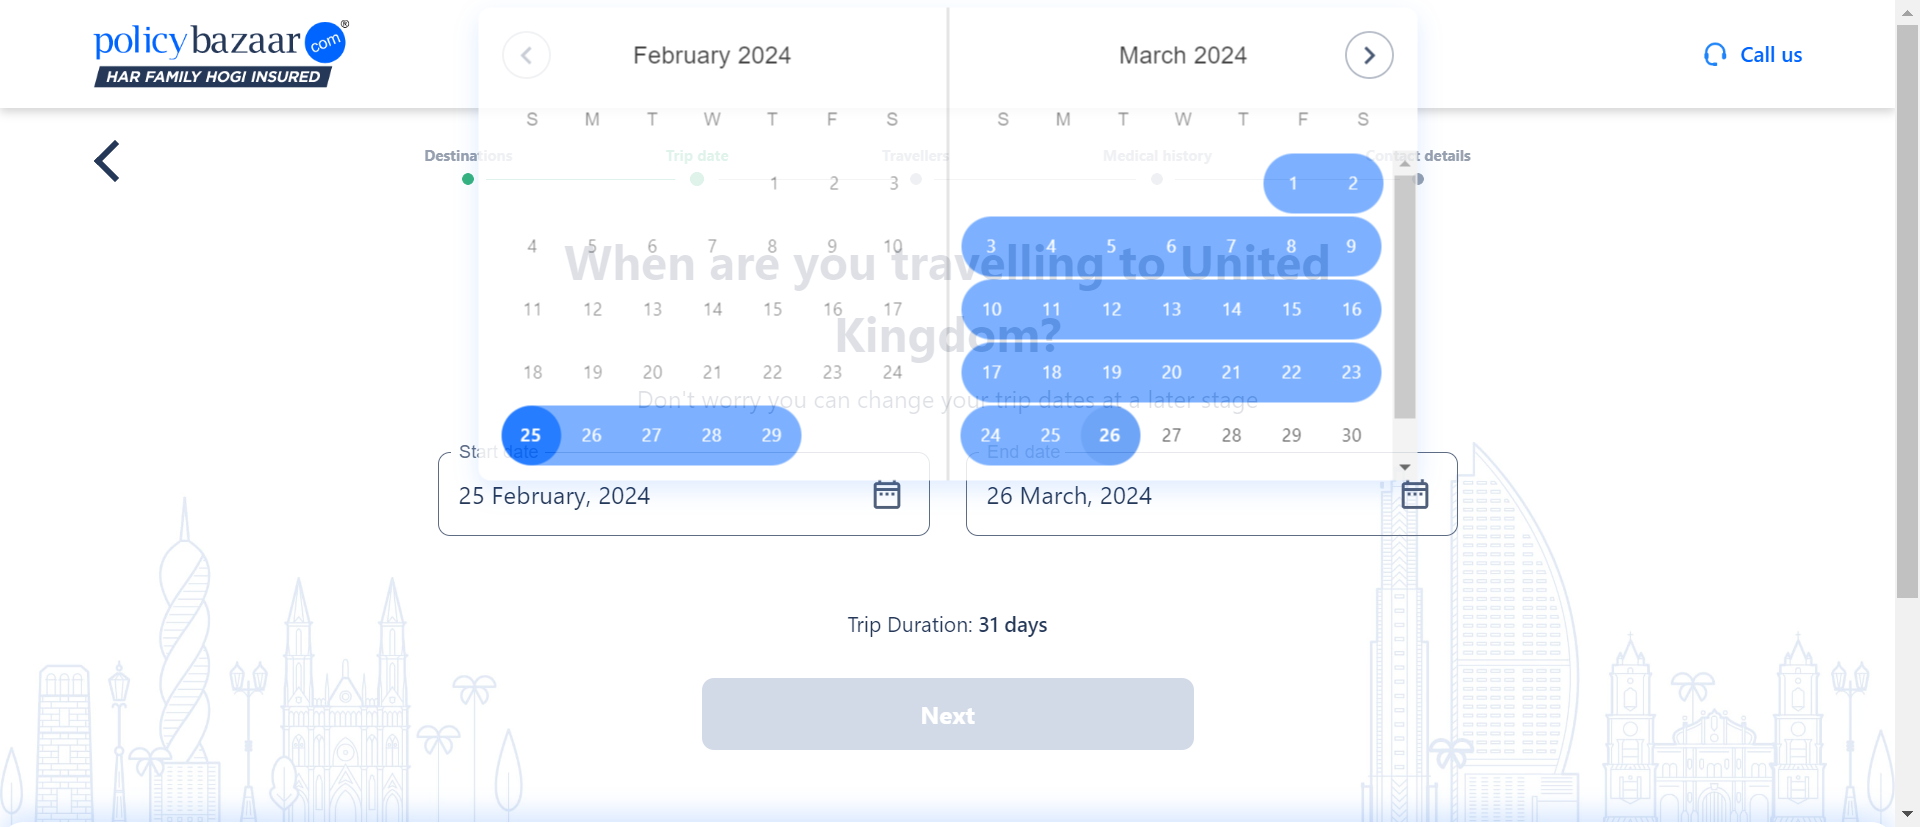 policybazaar.com®
HAR FAMILY HOGI INSURED
February 2024
March 2024
Call us
S M T W T F S
S M T W T F S
Destinations
Trip date
Travellers
Medical history
Contact details
1 2 3
1 2
4 5 6 7 8 9 10
3 4 5 6 7 8 9
When are you travelling to United
Kingdom?
11 12 13 14 15 16 17
10 11 12 13 14 15 16
18 19 20 21 22 23 24
17 18 19 20 21 22 23
Don't worry you can change your trip dates at a later stage
25 26 27 28 29
24 25 26 27 28 29 30
Start date
25 February, 2024
End date
26 March, 2024
Trip Duration: 31 days
Next